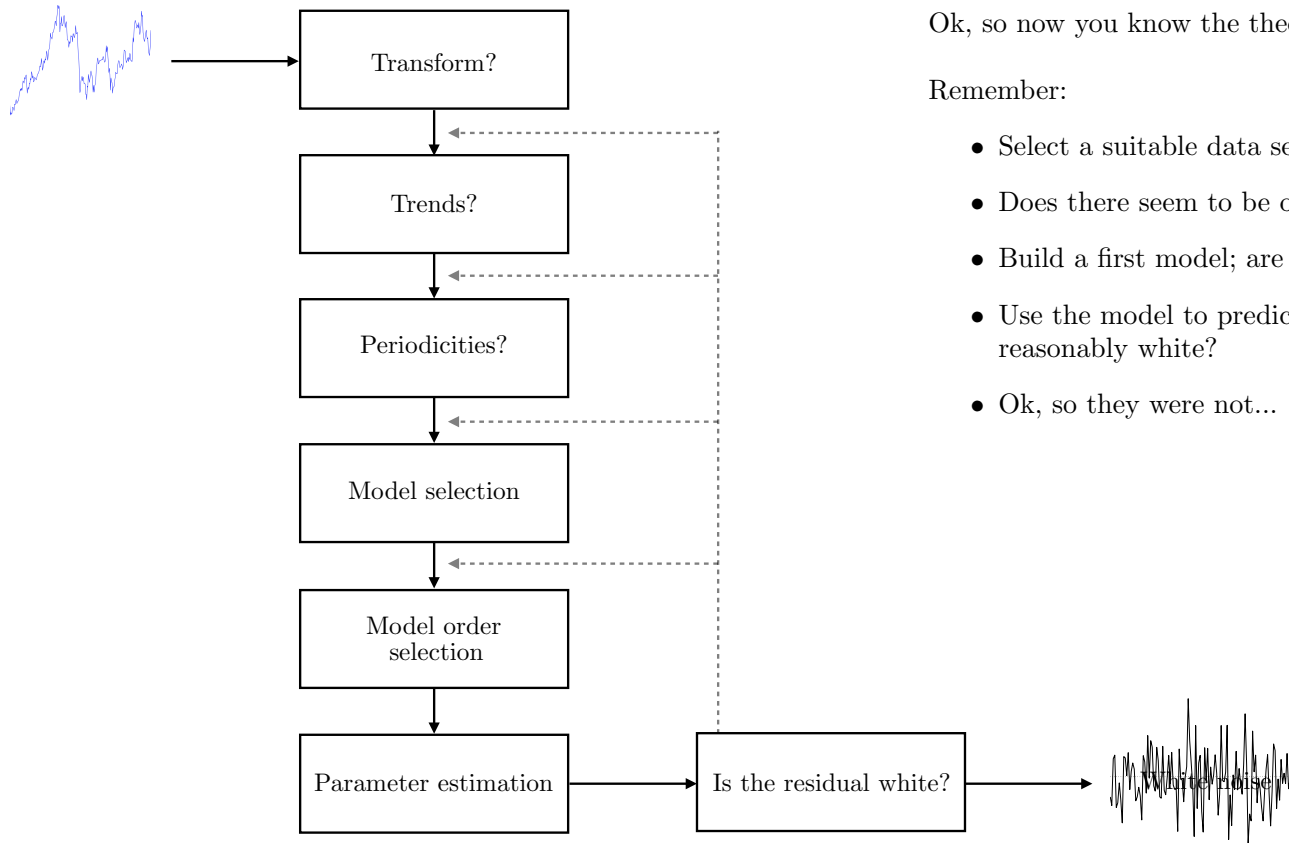 Transform?
Trends?
Periodicities?
Model selection
Model order
selection
Parameter estimation
Is the residual white?
White noise
Ok, so now you know the
Remember:
• Select a suitable data
• Does there seem to be
• Build a first model; are
• Use the model to
reasonably white?
• Ok, so they were not...